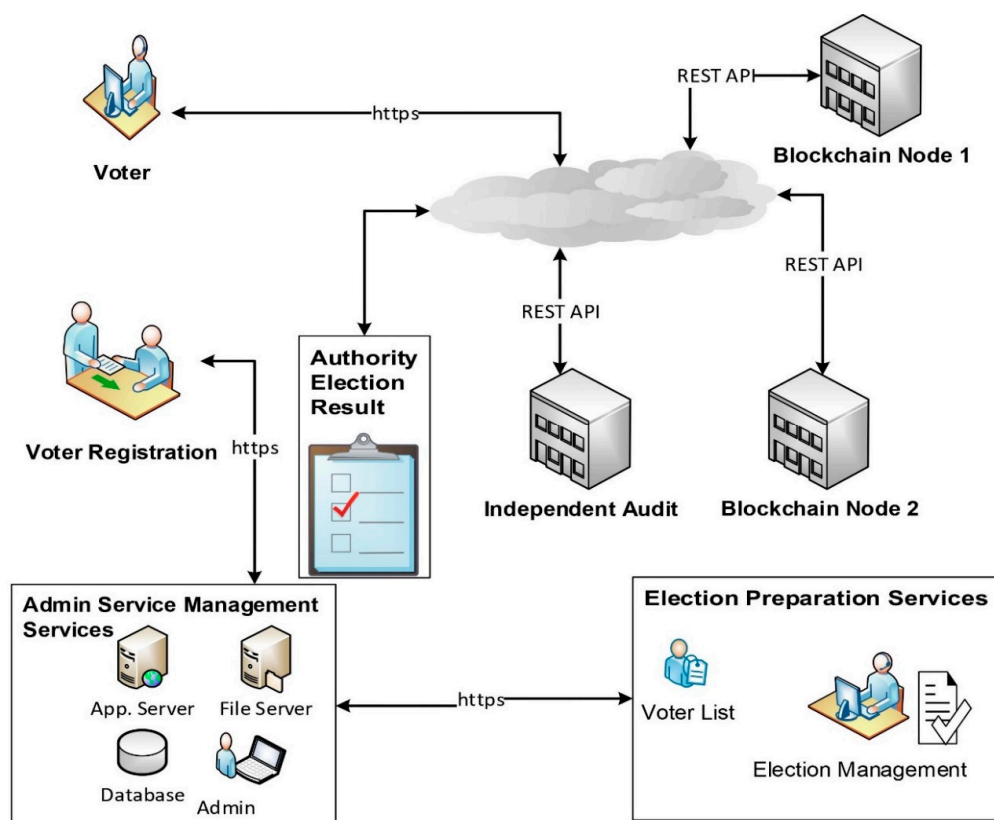 REST API
https
Blockchain Node 1
Voter
REST API
REST API
Authority
Election
Result
Voter Registration
https
Independent Audit
Blockchain Node 2
Admin Service Management
Services
Election Preparation Services
App. Server
File Server
https
Voter List
Database
Admin
Election Management